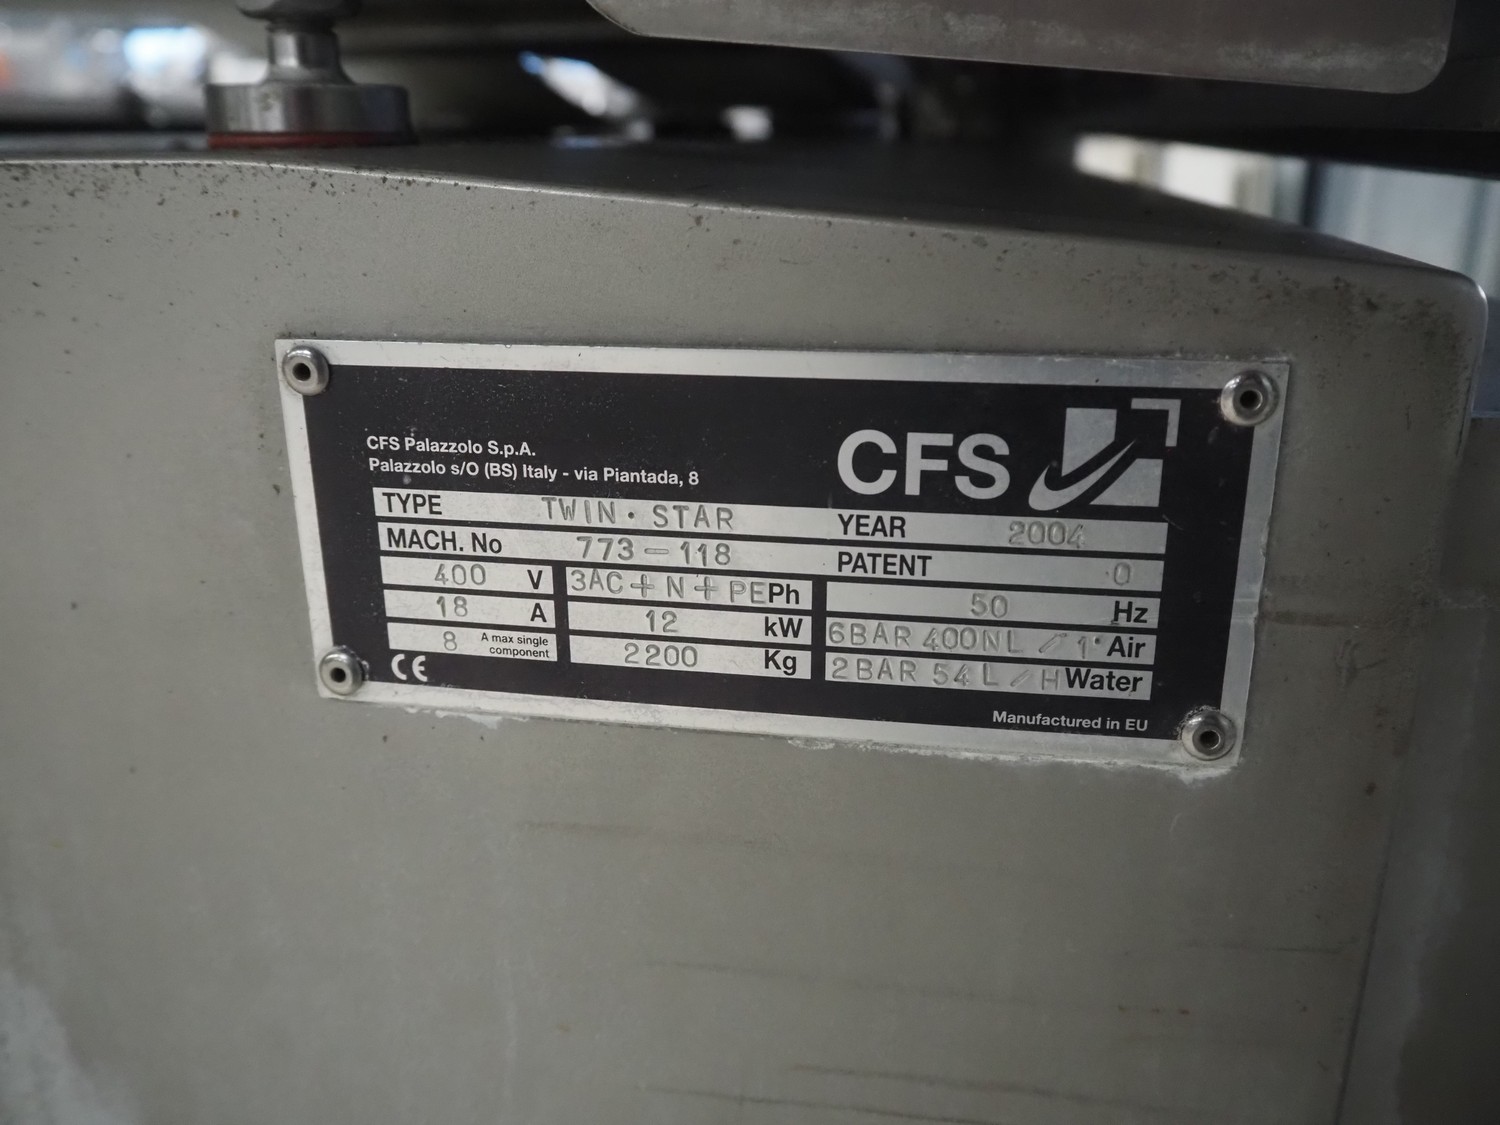 CFS Palazzolo S.p.A.
Palazzolo s/O (BS) Italy - via Piantada, 8
CFS
TYPE TWIN · STAR YEAR 2004
MACH. No 773-118 PATENT 0
400 V 3AC + N + PE Ph 50 Hz
18 A 12 kW 6BAR 400NL / 1' Air
8 A max single component 2200 Kg 2BAR 54 L / H Water
CE
Manufactured in EU